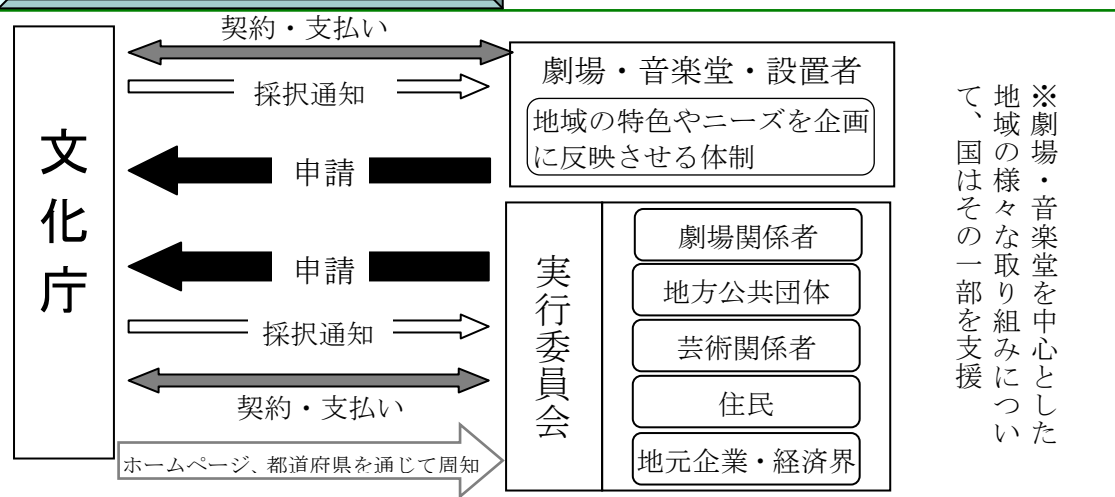 文化庁
契約・支払い
採択通知
申請
申請
採択通知
契約・支払い
ホームページ、都道府県を通じて周知
劇場・音楽堂・設置者
地域の特色やニーズを企画
に反映させる体制
実行委員会
劇場関係者
地方公共団体
芸術関係者
住民
地元企業・経済界
※劇場・音楽堂を中心とした
地域の様々な取り組みについ
て、国はその一部を支援